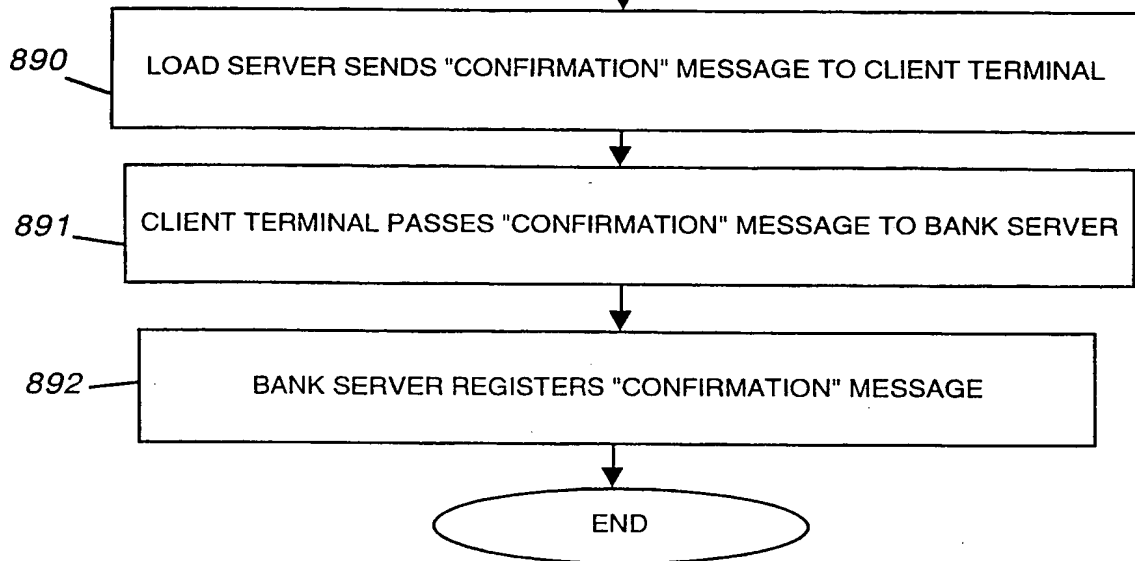 890
LOAD SERVER SENDS "CONFIRMATION" MESSAGE TO CLIENT TERMINAL
891
CLIENT TERMINAL PASSES "CONFIRMATION" MESSAGE TO BANK SERVER
892
BANK SERVER REGISTERS "CONFIRMATION" MESSAGE
END